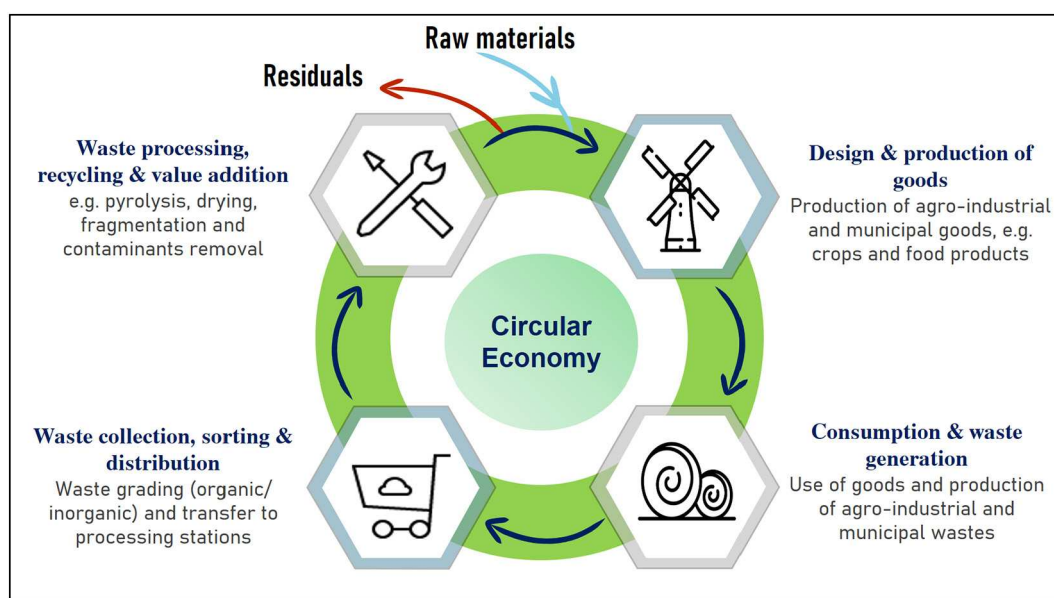 Raw materials
Residuals
Waste processing,
recycling & value addition
e.g. pyrolysis, drying,
fragmentation and
contaminants removal
Design & production of
goods
Production of agro-industrial
and municipal goods, e.g.
crops and food products
Circular
Economy
Waste collection, sorting &
distribution
Waste grading (organic/
inorganic) and transfer to
processing stations
Consumption & waste
generation
Use of goods and production
of agro-industrial and
municipal wastes